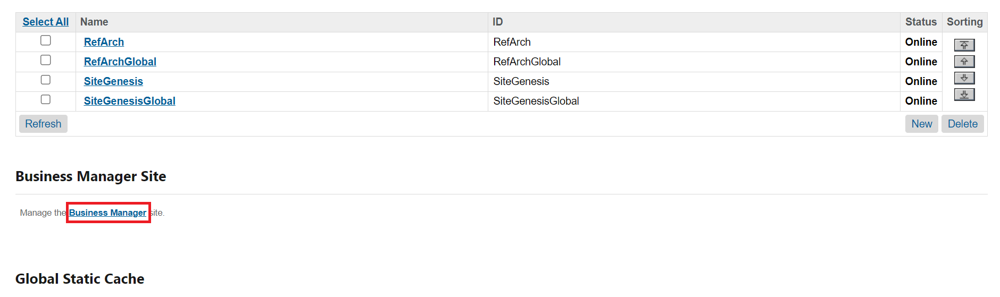 Select All Name ID Status Sorting
RefArch RefArch Online
RefArchGlobal RefArchGlobal Online
SiteGenesis SiteGenesis Online
SiteGenesisGlobal SiteGenesisGlobal Online
Refresh New Delete
Business Manager Site
Manage the Business Manager site.
Global Static Cache